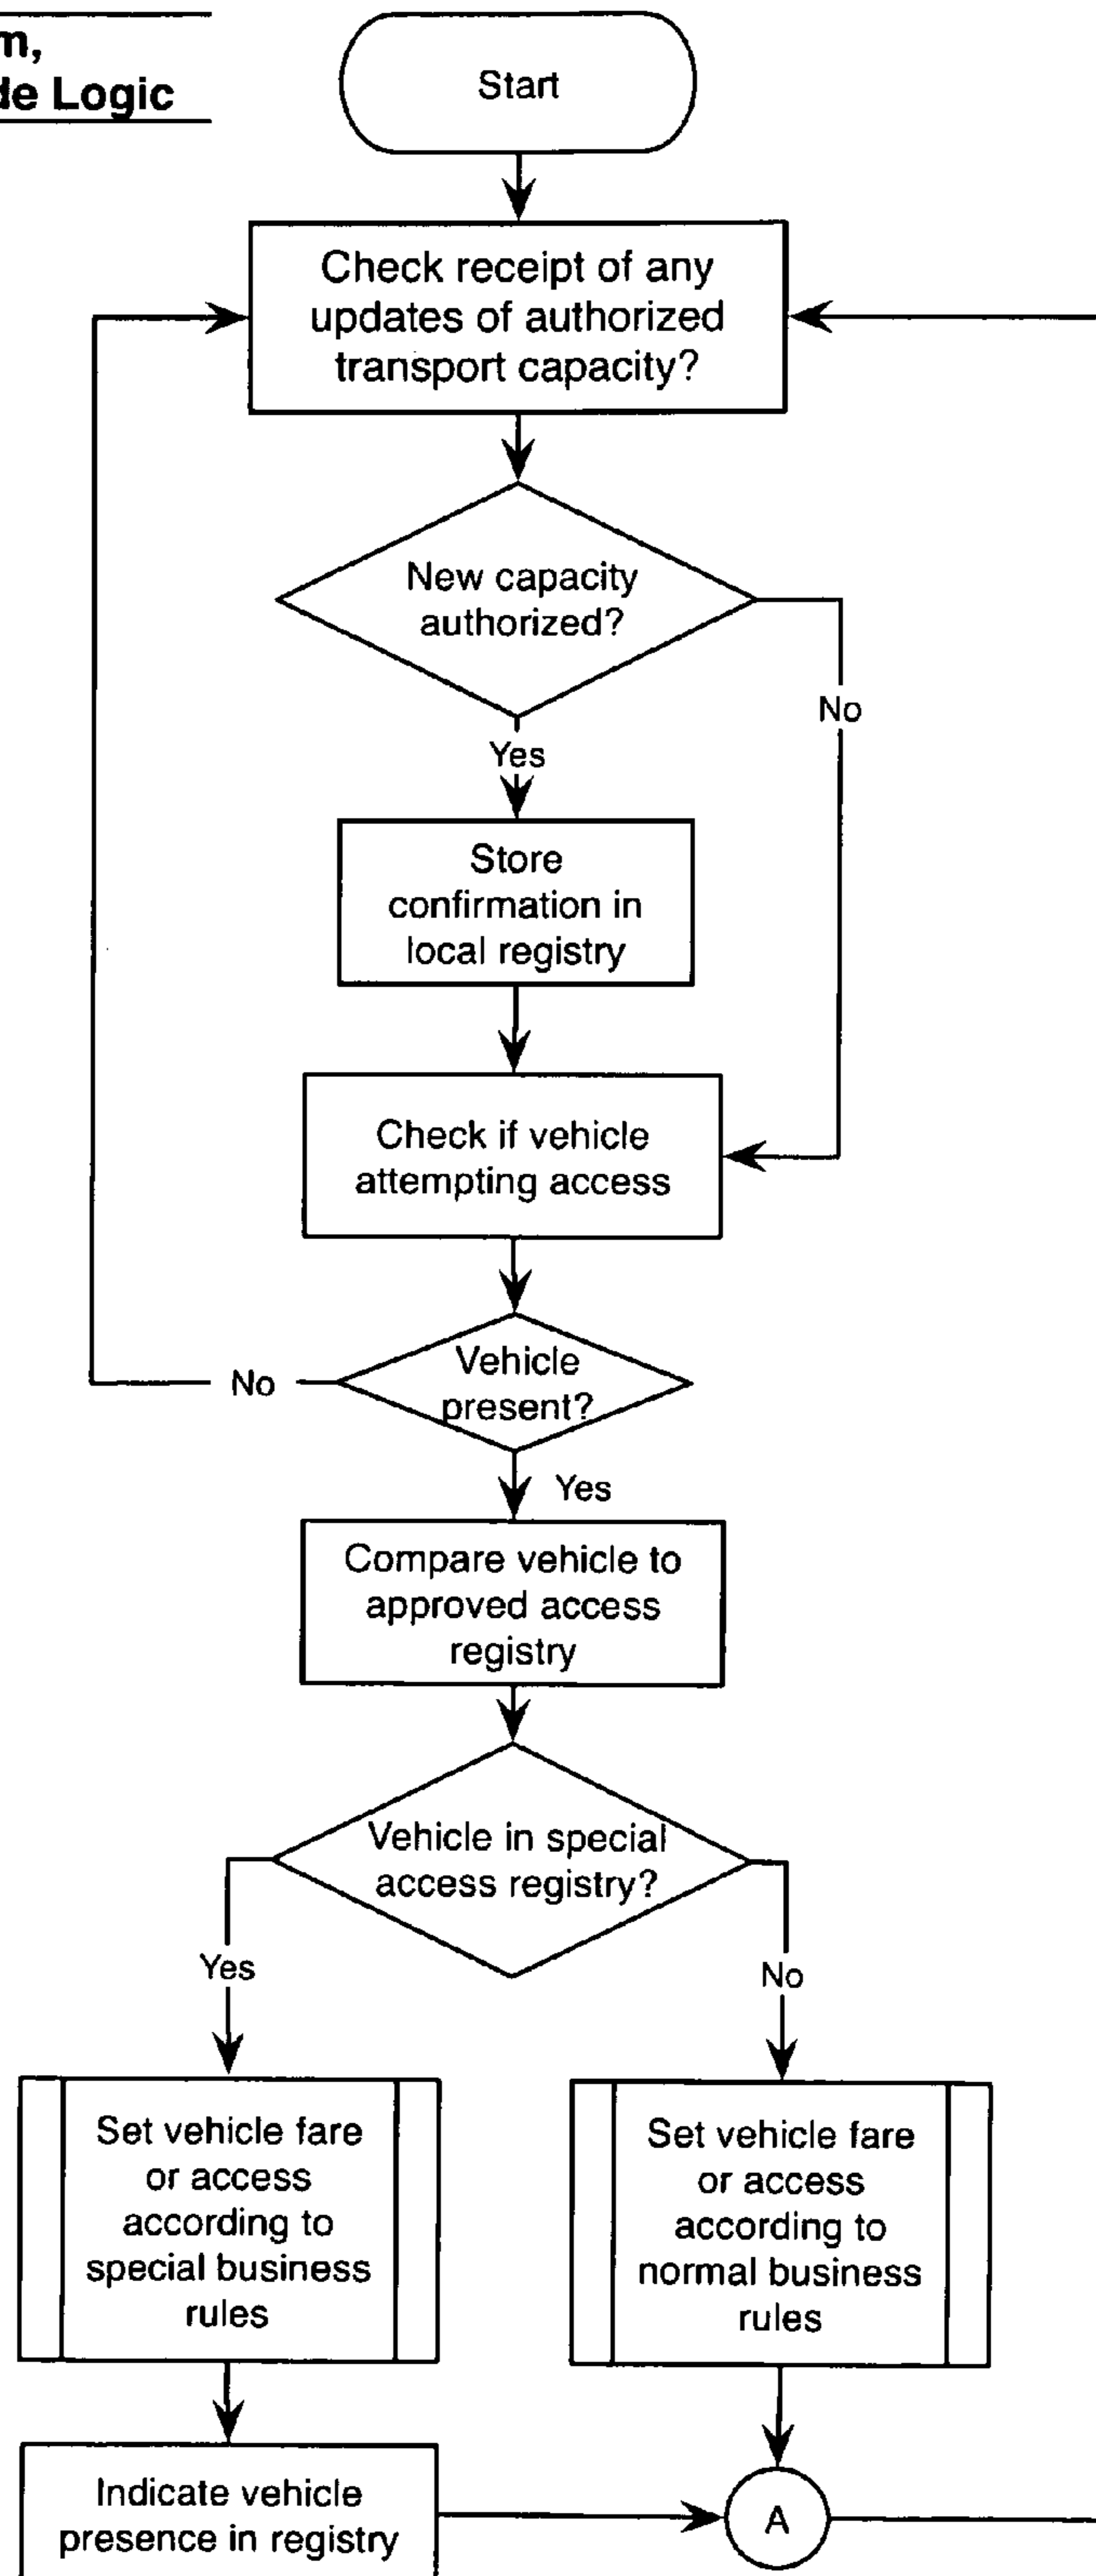 de Logic
Start
Check receipt of any
updates of authorized
transport capacity?
New capacity
authorized?
No
Yes
Store
confirmation in
local registry
Check if vehicle
attempting access
Vehicle
present?
No
Yes
Compare vehicle to
approved access
registry
Vehicle in special
access registry?
Yes
No
Set vehicle fare
or access
according to
special business
rules
Set vehicle fare
or access
according to
normal business
rules
Indicate vehicle
presence in registry
A